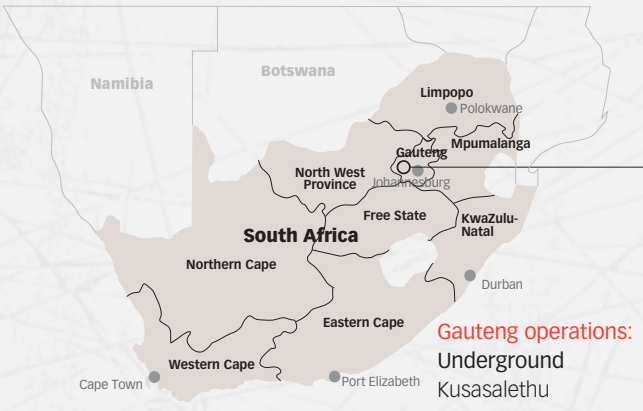 Botswana
Namibia
Limpopo
Polokwane
Mpumalanga
Gauteng
North West
Province
Johannesburg
Free State
KwaZulu-
Natal
South Africa
Northern Cape
Durban
Eastern Cape
Gauteng operations:
Underground
Kusasalethu
Western Cape
Cape Town
Port Elizabeth